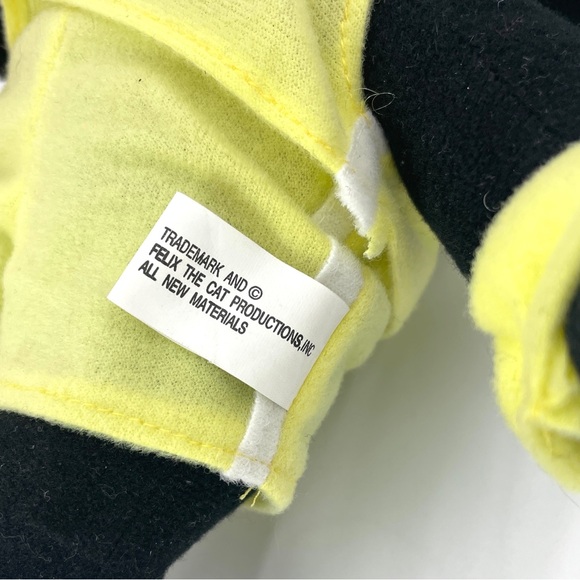 TRADEMARK AND ©
FELIX THE CAT PRODUCTIONS, INC
ALL NEW MATERIALS